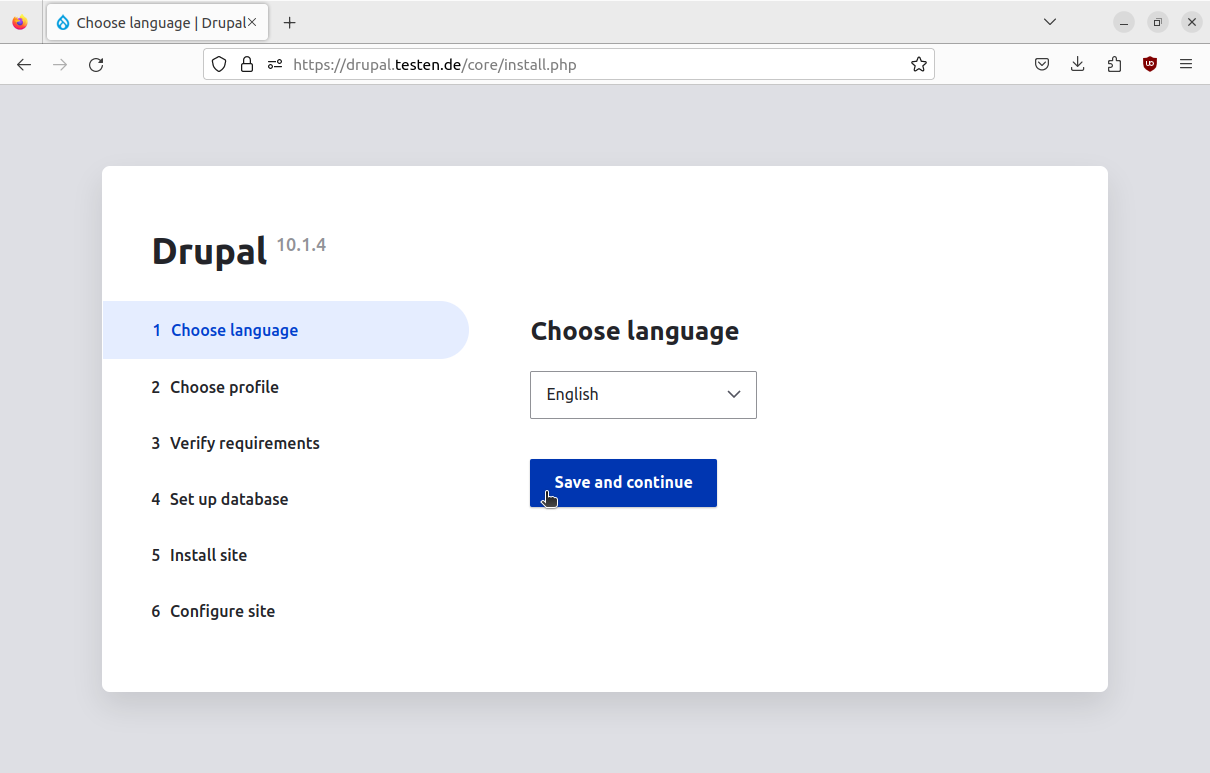 Choose language | Drupal
https://drupal.testen.de/core/install.php
Drupal 10.1.4
1 Choose language
2 Choose profile
3 Verify requirements
4 Set up database
5 Install site
6 Configure site
Choose language
English
Save and continue